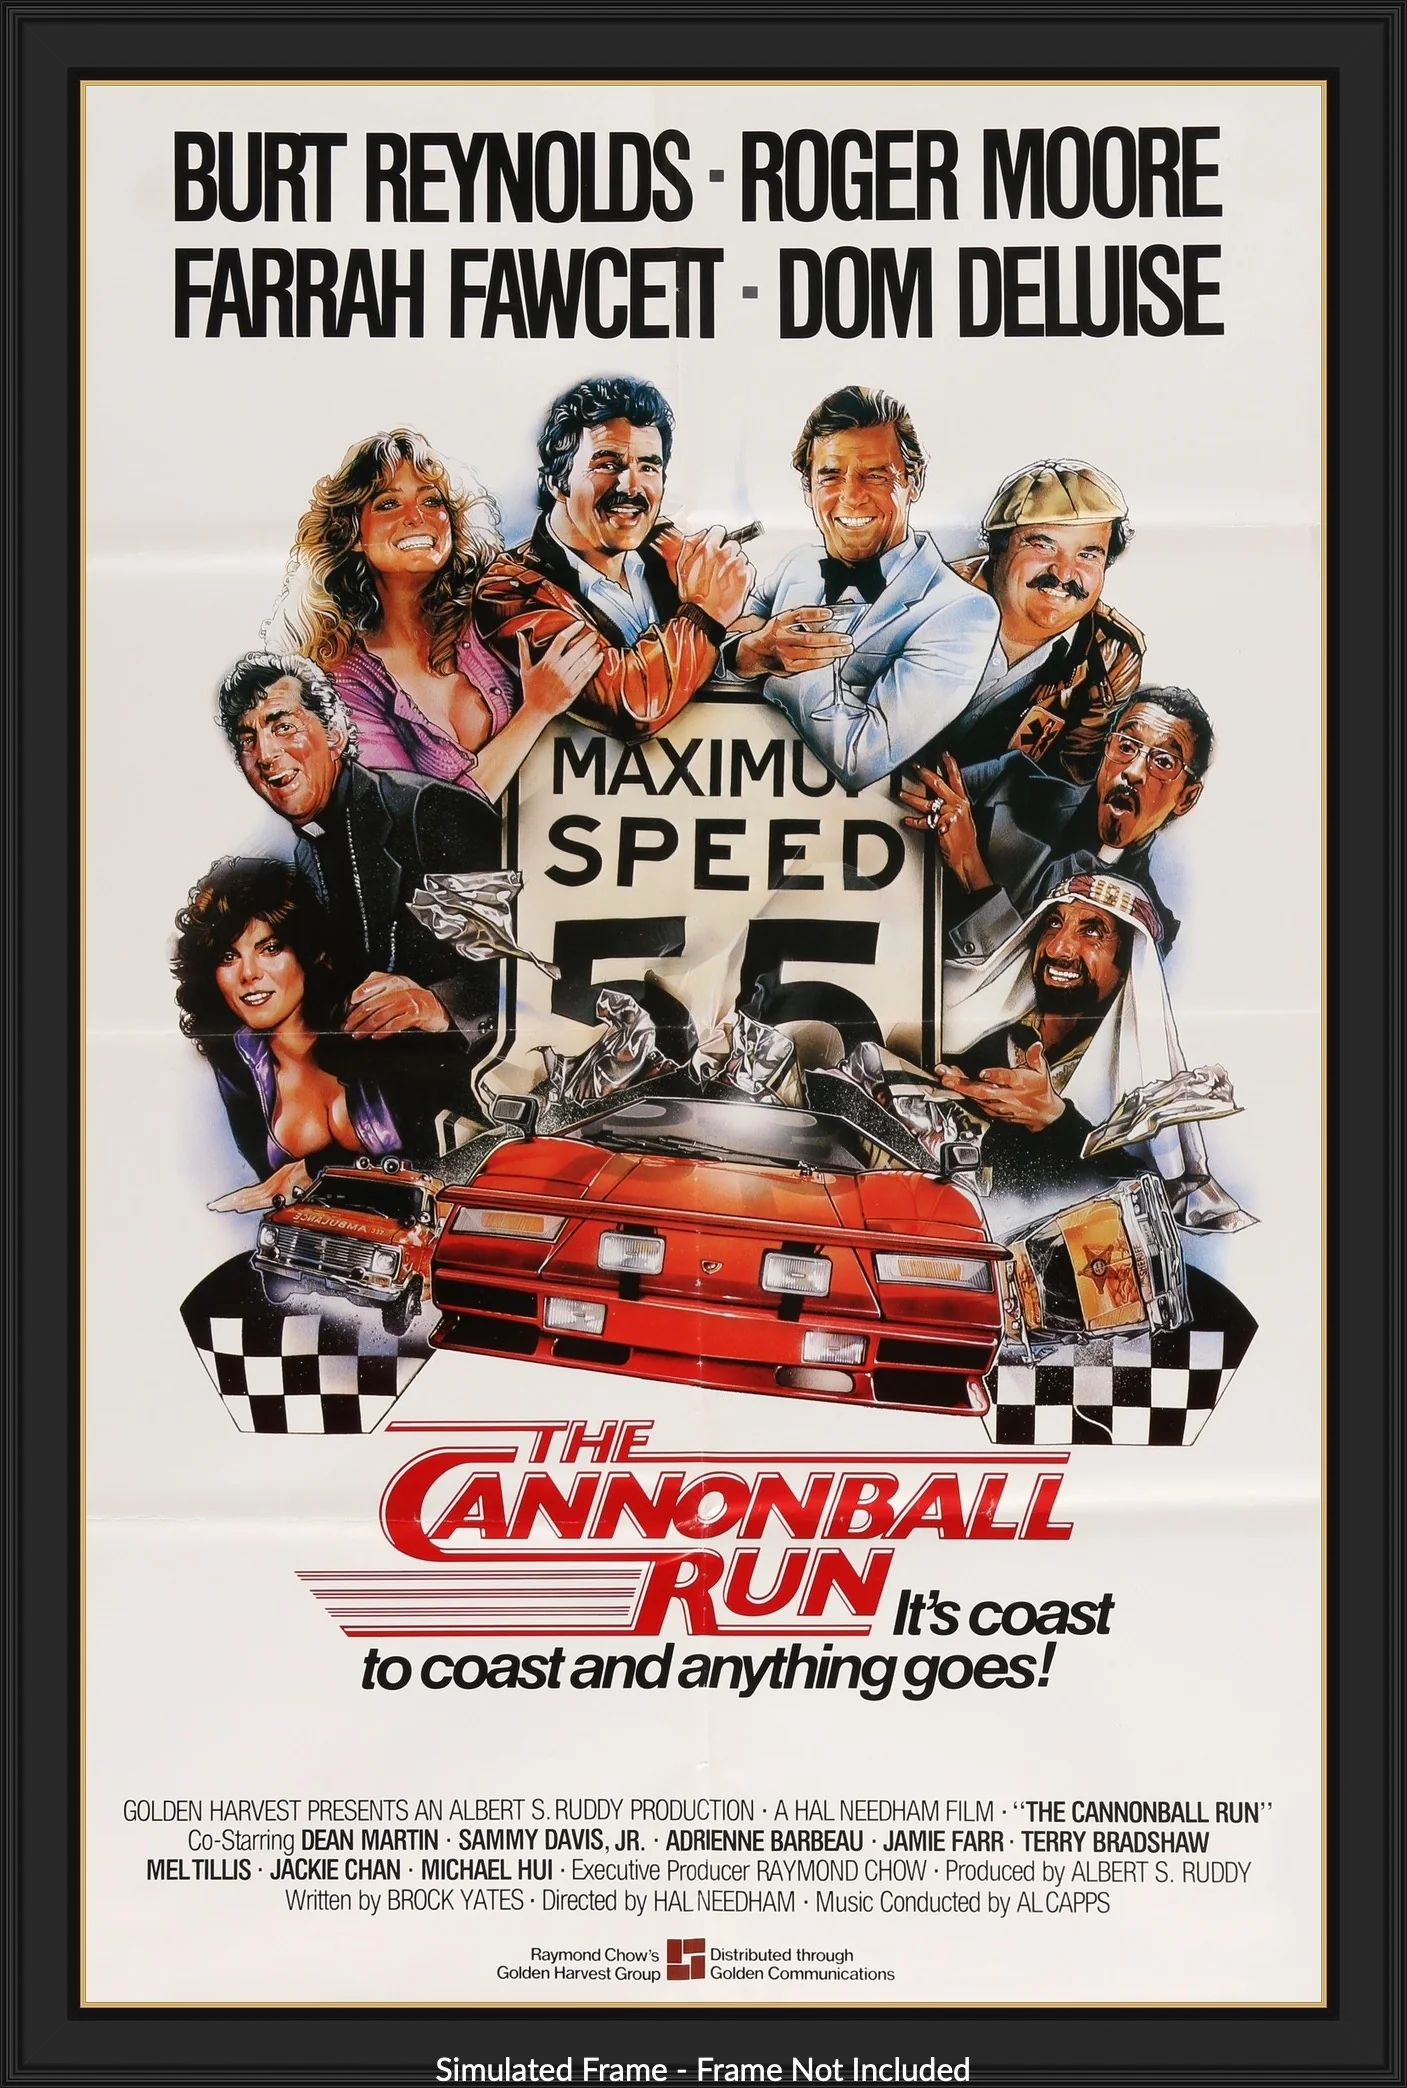 BURT REYNOLDS · ROGER MOORE
FARRAH FAWCETT · DOM DELUISE
MAXIMUM
SPEED
55
AMBULANCE
THE
CANNONBALL
RUN
It's coast
to coast and anything goes!
GOLDEN HARVEST PRESENTS AN ALBERT S. RUDDY PRODUCTION · A HAL NEEDHAM FILM · “THE CANNONBALL RUN”
Co-Starring DEAN MARTIN · SAMMY DAVIS, JR. · ADRIENNE BARBEAU · JAMIE FARR · TERRY BRADSHAW
MEL TILLIS · JACKIE CHAN · MICHAEL HUI · Executive Producer RAYMOND CHOW · Produced by ALBERT S. RUDDY
Written by BROCK YATES · Directed by HAL NEEDHAM · Music Conducted by AL CAPPS
Raymond Chow's
Golden Harvest Group
Distributed through
Golden Communications
Simulated Frame - Frame Not Included